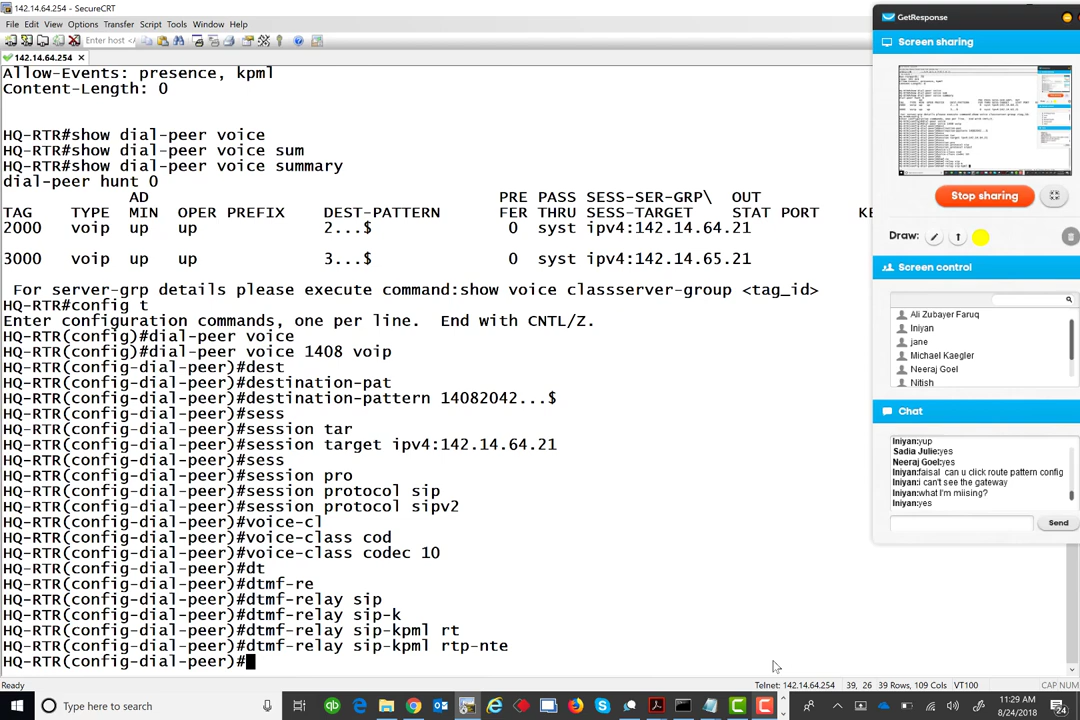 142.14.64.254 - SecureCRT
File Edit View Options Transfer Script Tools Window Help
Enter host <A
142.14.64.254
Allow-Events: presence, kpml
Content-Length: 0
HQ-RTR#show dial-peer voice
HQ-RTR#show dial-peer voice sum
HQ-RTR#show dial-peer voice summary
dial-peer hunt 0
AD PRE PASS SESS-SER-GRP\ OUT
TAG TYPE MIN OPER PREFIX DEST-PATTERN FER THRU SESS-TARGET STAT PORT KE
2000 voip up up 2...$ 0 syst ipv4:142.14.64.21
3000 voip up up 3...$ 0 syst ipv4:142.14.65.21
For server-grp details please execute command:show voice classserver-group <tag_id>
HQ-RTR#config t
Enter configuration commands, one per line. End with CNTL/Z.
HQ-RTR(config)#dial-peer voice
HQ-RTR(config)#dial-peer voice 1408 voip
HQ-RTR(config-dial-peer)#dest
HQ-RTR(config-dial-peer)#destination-pat
HQ-RTR(config-dial-peer)#destination-pattern 14082042...$
HQ-RTR(config-dial-peer)#sess
HQ-RTR(config-dial-peer)#session tar
HQ-RTR(config-dial-peer)#session target ipv4:142.14.64.21
HQ-RTR(config-dial-peer)#sess
HQ-RTR(config-dial-peer)#session pro
HQ-RTR(config-dial-peer)#session protocol sip
HQ-RTR(config-dial-peer)#session protocol sipv2
HQ-RTR(config-dial-peer)#voice-cl
HQ-RTR(config-dial-peer)#voice-class cod
HQ-RTR(config-dial-peer)#voice-class codec 10
HQ-RTR(config-dial-peer)#dt
HQ-RTR(config-dial-peer)#dtmf-re
HQ-RTR(config-dial-peer)#dtmf-relay sip
HQ-RTR(config-dial-peer)#dtmf-relay sip-k
HQ-RTR(config-dial-peer)#dtmf-relay sip-kpml rt
HQ-RTR(config-dial-peer)#dtmf-relay sip-kpml rtp-nte
HQ-RTR(config-dial-peer)#
Ready
Telnet: 142.14.64.254 39, 26 39 Rows, 109 Cols VT100 CAP NUM
GetResponse
Screen sharing
Stop sharing
Draw:
Screen control
Ali Zubayer Faruq
Iniyan
jane
Michael Kaegler
Neeraj Goel
Nitish
Chat
Iniyan:yup
Sadia Julie:yes
Neeraj Goel:yes
Iniyan:faisal can u click route pattern config
Iniyan:i can't see the gateway
Iniyan:what I'm miising?
Iniyan:yes
Send
Type here to search
11:29 AM
8/24/2018
24